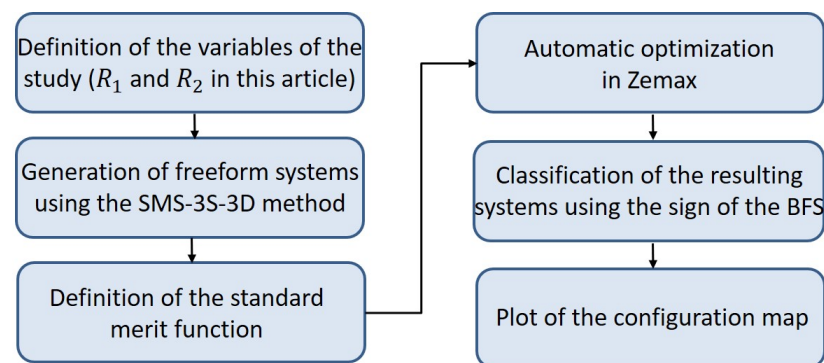 Definition of the variables of the
study (R₁ and R₂ in this article)
Generation of freeform systems
using the SMS-3S-3D method
Definition of the standard
merit function
Automatic optimization
in Zemax
Classification of the resulting
systems using the sign of the BFS
Plot of the configuration map